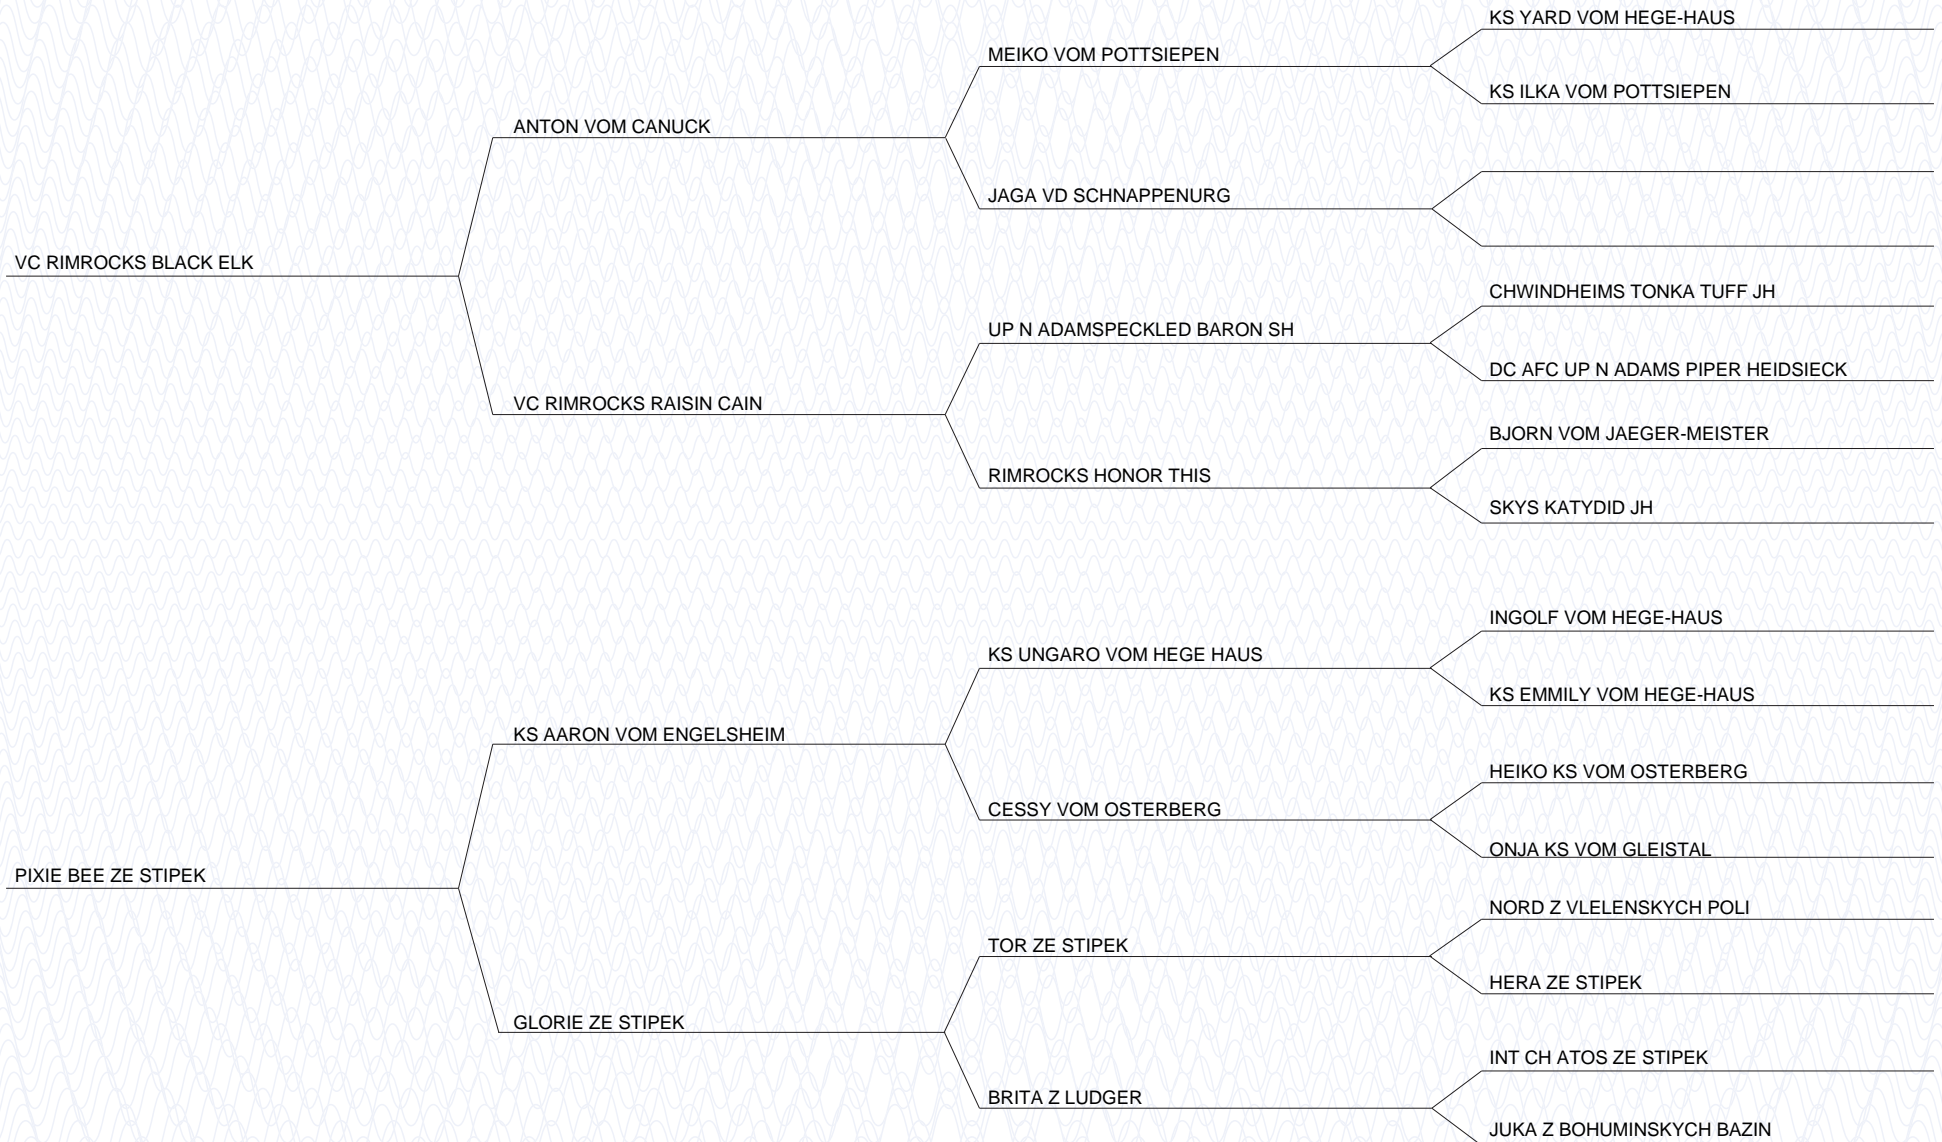 KS YARD VOM HEGE-HAUS
MEIKO VOM POTTSIEPEN
KS ILKA VOM POTTSIEPEN
ANTON VOM CANUCK
JAGA VD SCHNAPPENURG
VC RIMROCKS BLACK ELK
CHWINDHEIMS TONKA TUFF JH
UP N ADAMSPECKLED BARON SH
DC AFC UP N ADAMS PIPER HEIDSIECK
VC RIMROCKS RAISIN CAIN
BJORN VOM JAEGER-MEISTER
RIMROCKS HONOR THIS
SKYS KATYDID JH
INGOLF VOM HEGE-HAUS
KS UNGARO VOM HEGE HAUS
KS EMMILY VOM HEGE-HAUS
KS AARON VOM ENGELSHEIM
HEIKO KS VOM OSTERBERG
CESSY VOM OSTERBERG
ONJA KS VOM GLEISTAL
PIXIE BEE ZE STIPEK
NORD Z VLELENSKYCH POLI
TOR ZE STIPEK
HERA ZE STIPEK
GLORIE ZE STIPEK
INT CH ATOS ZE STIPEK
BRITA Z LUDGER
JUKA Z BOHUMINSKYCH BAZIN